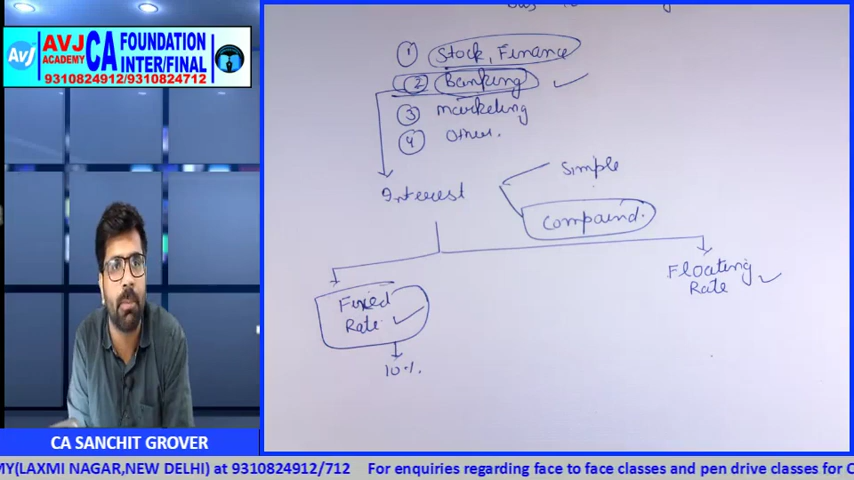 AVJ
ACADEMY
CA
FOUNDATION
INTER/FINAL
9310824912/9310824712
AVJ
1 Stock, Finance
2 Banking
3 marketing
4 Other.
Interest
Simple
Compaind.
Fixed
Rate
10%.
Floating
Rate
CA SANCHIT GROVER
MY(LAXMI NAGAR,NEW DELHI) at 9310824912/712 For enquiries regarding face to face classes and pen drive classes for C